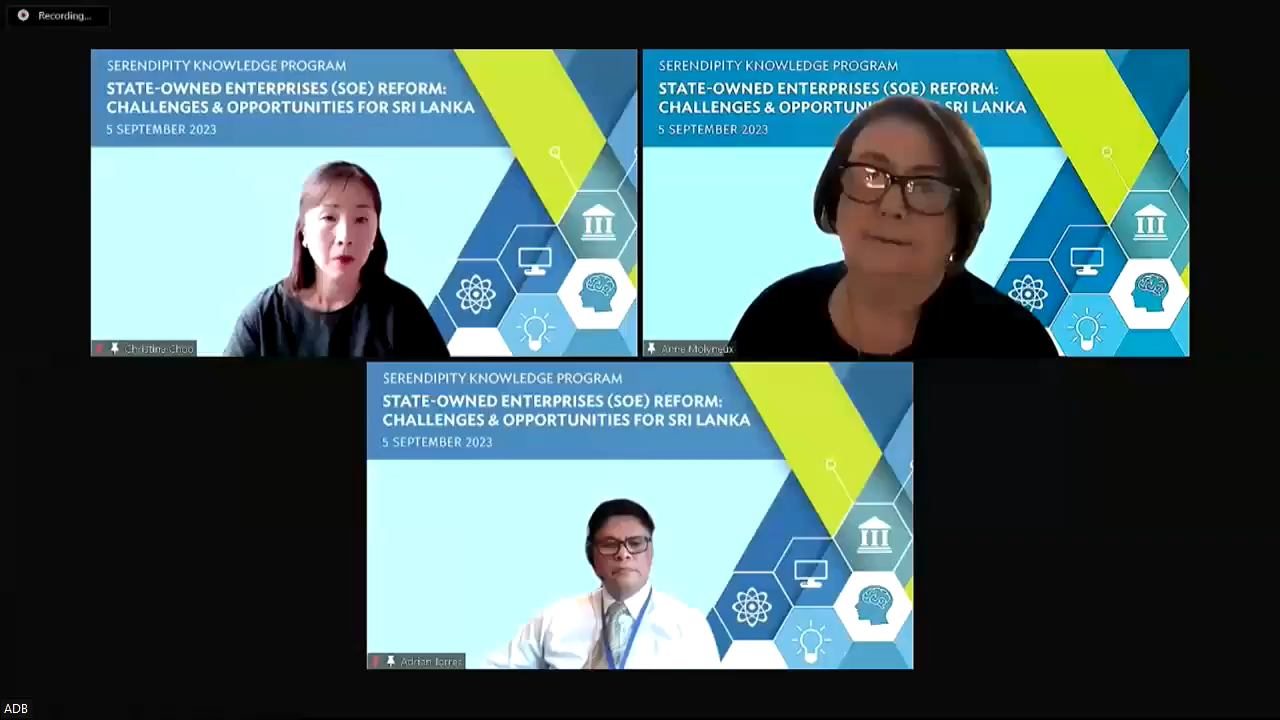 Recording...
SERENDIPITY KNOWLEDGE PROGRAM
STATE-OWNED ENTERPRISES (SOE) REFORM:
CHALLENGES & OPPORTUNITIES FOR SRI LANKA
5 SEPTEMBER 2023
Christine Choo
SERENDIPITY KNOWLEDGE PROGRAM
STATE-OWNED ENTERPRISES (SOE) REFORM:
CHALLENGES & OPPORTUN SRI LANKA
5 SEPTEMBER 2023
Anne Molyneux
SERENDIPITY KNOWLEDGE PROGRAM
STATE-OWNED ENTERPRISES (SOE) REFORM:
CHALLENGES & OPPORTUNITIES FOR SRI LANKA
5 SEPTEMBER 2023
Adrian Torres
ADB